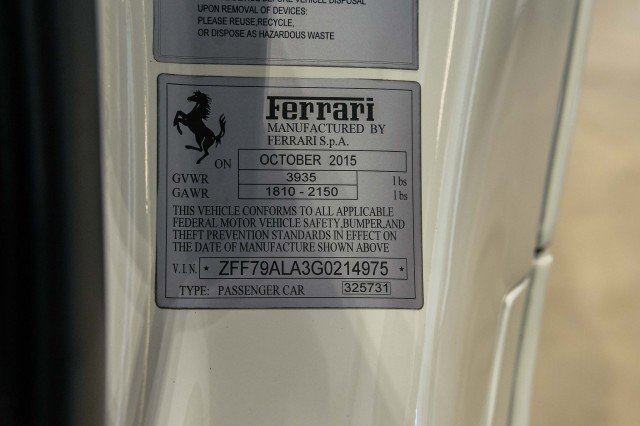 UPON REMOVAL OF DEVICES:
PLEASE REUSE,RECYCLE,
OR DISPOSE AS HAZARDOUS WASTE
Ferrari
MANUFACTURED BY
FERRARI S.p.A.
ON OCTOBER 2015
GVWR 3935 lbs
GAWR 1810 - 2150 lbs
THIS VEHICLE CONFORMS TO ALL APPLICABLE
FEDERAL MOTOR VEHICLE SAFETY,BUMPER,AND
THEFT PREVENTION STANDARDS IN EFFECT ON
THE DATE OF MANUFACTURE SHOWN ABOVE
V.I.N. * ZFF79ALA3G0214975 *
TYPE: PASSENGER CAR 325731